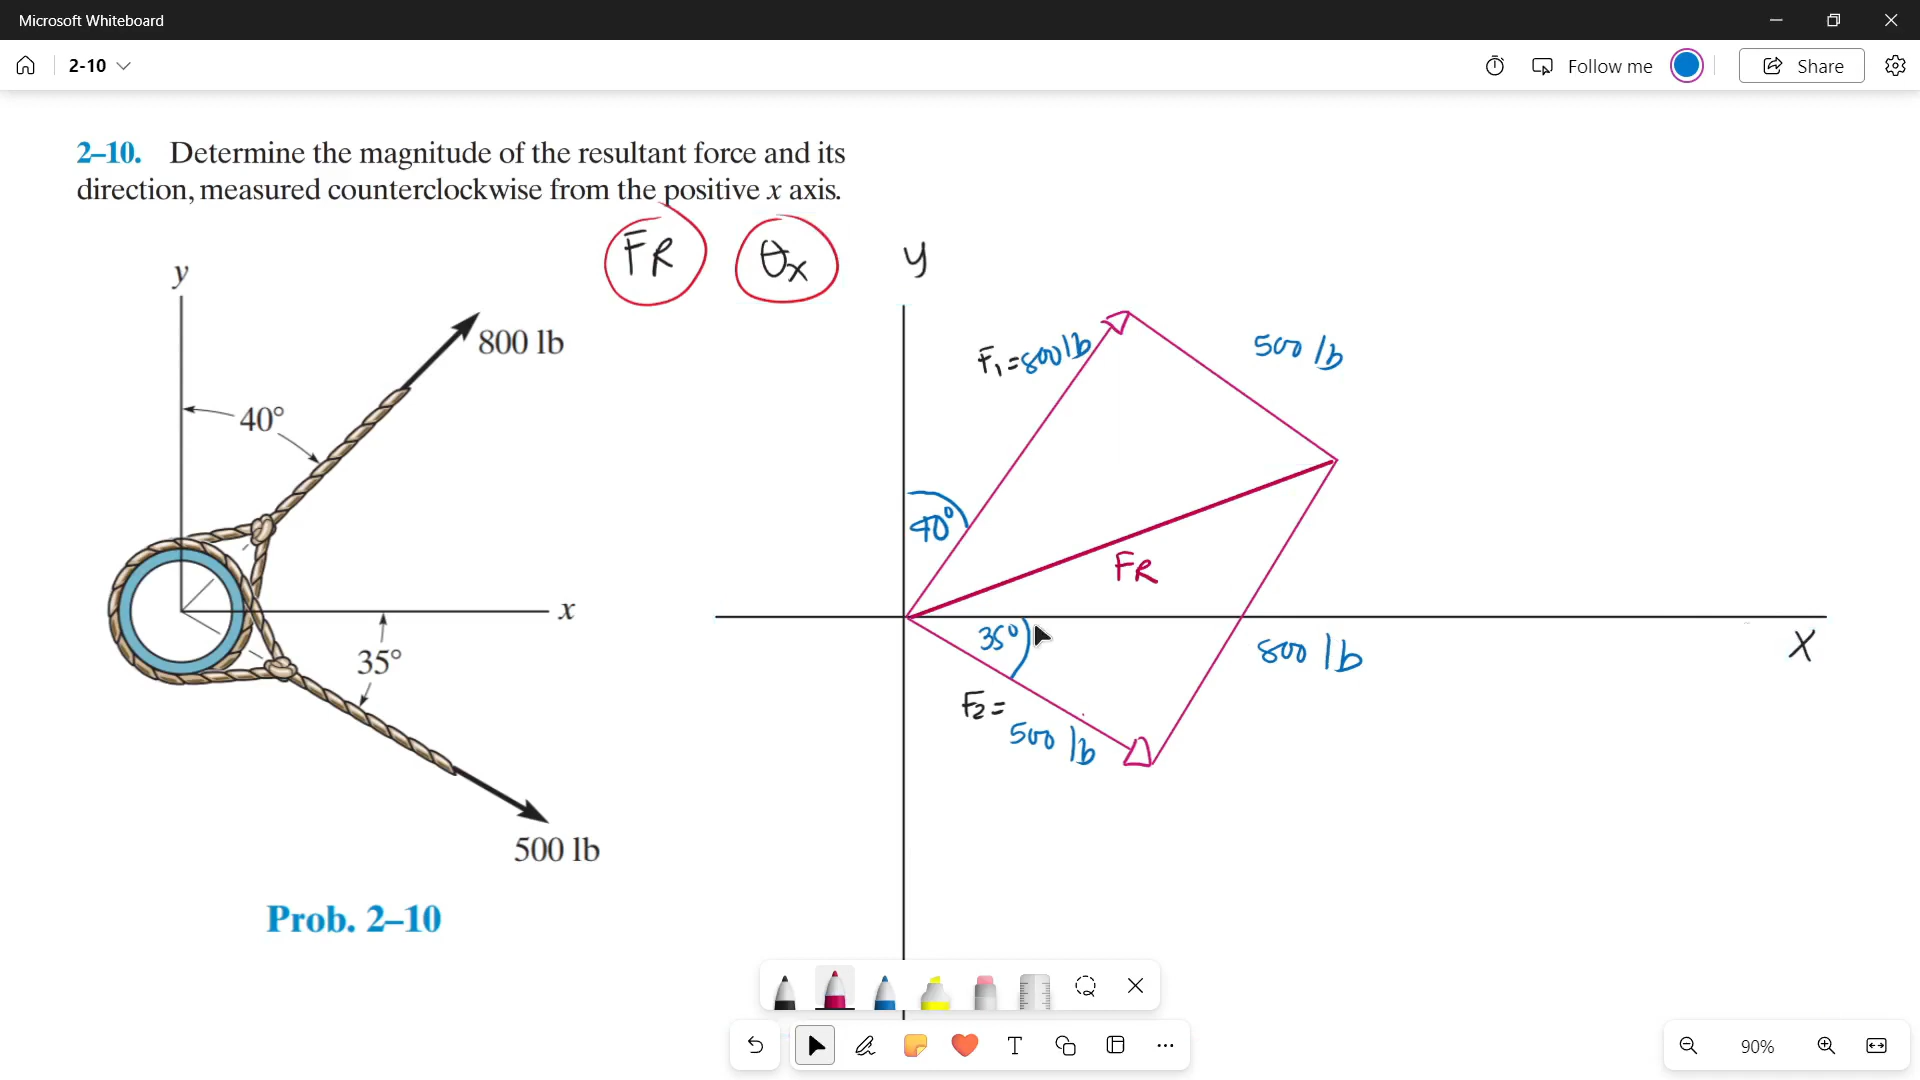 Microsoft Whiteboard
2-10
Follow me
Share
2–10. Determine the magnitude of the resultant force and its
direction, measured counterclockwise from the positive x axis.
FR
θx
y
y
800 lb
40°
x
35°
500 lb
Prob. 2–10
F1 = 800 lb
500 lb
40°
FR
35°
800 lb
X
F2 =
500 lb
90%